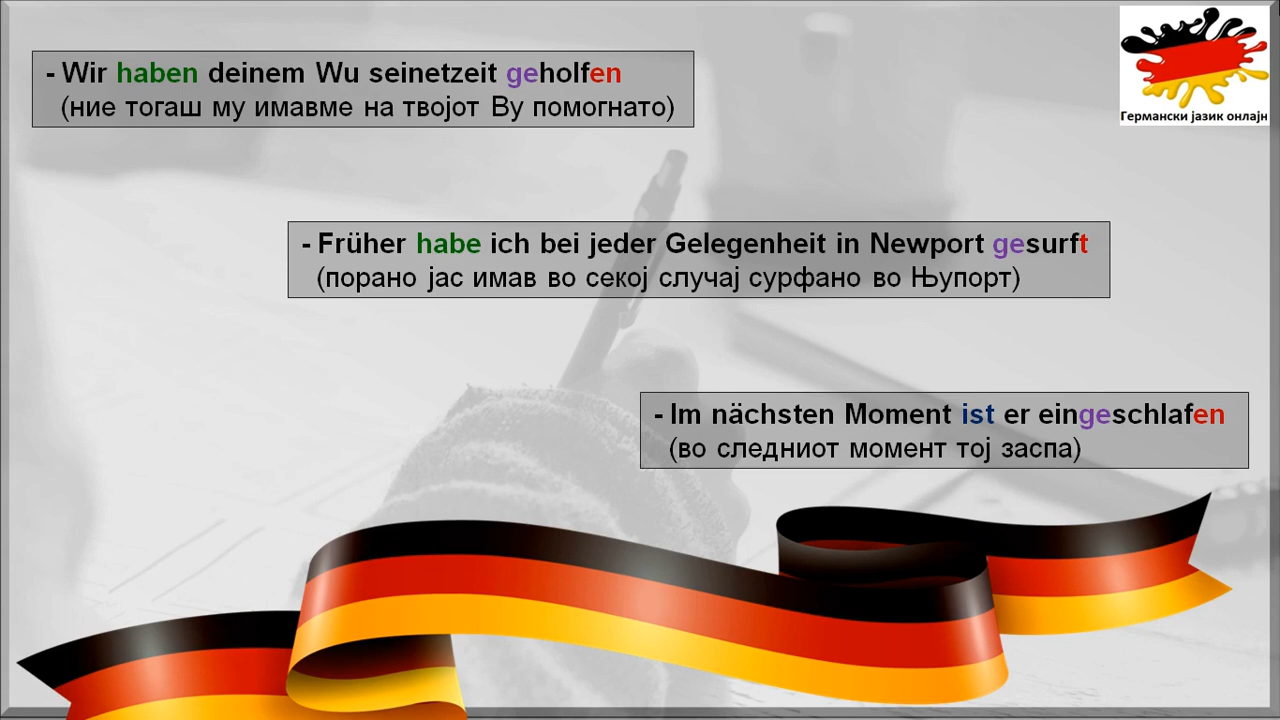 Германски јазик онлајн
- Wir haben deinem Wu seinetzeit geholfen
(ние тогаш му имавме на твојот Ву помогнато)
- Früher habe ich bei jeder Gelegenheit in Newport gesurft
(порано јас имав во секој случај сурфано во Њупорт)
- Im nächsten Moment ist er eingeschlafen
(во следниот момент тој заспа)